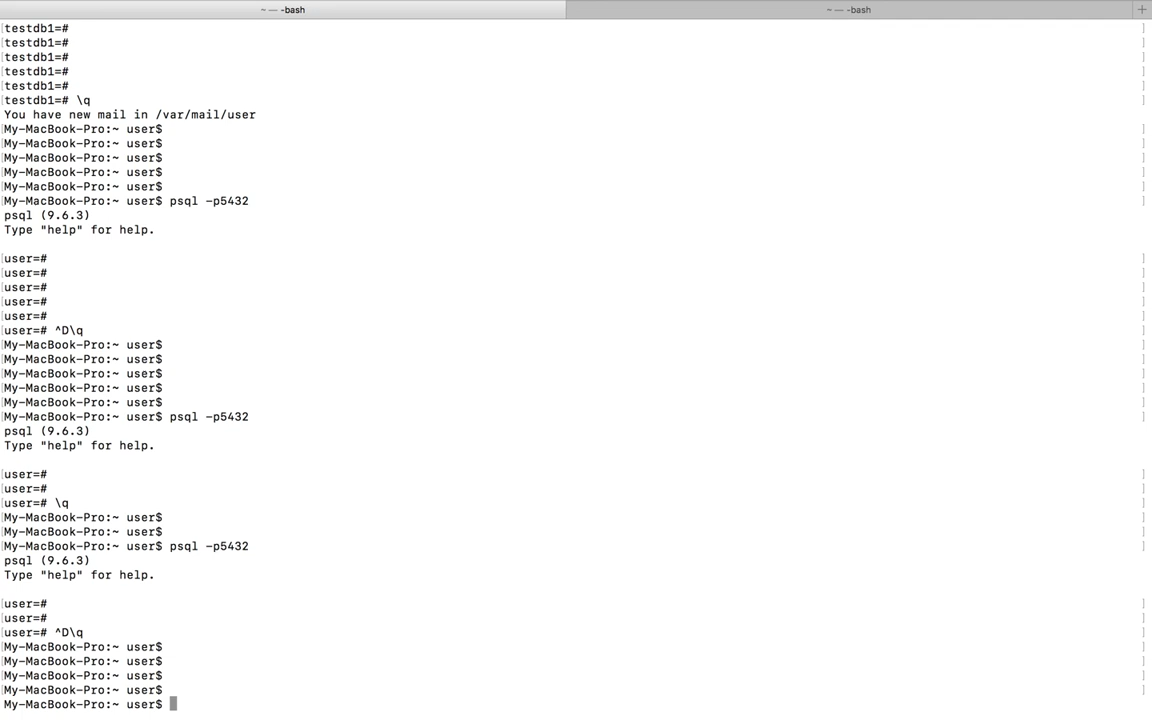 ~ — -bash
~ — -bash
+
[testdb1=# ]
[testdb1=# ]
[testdb1=# ]
[testdb1=# ]
[testdb1=# ]
[testdb1=# \q ]
You have new mail in /var/mail/user
[My-MacBook-Pro:~ user$ ]
[My-MacBook-Pro:~ user$ ]
[My-MacBook-Pro:~ user$ ]
[My-MacBook-Pro:~ user$ ]
[My-MacBook-Pro:~ user$ ]
[My-MacBook-Pro:~ user$ psql -p5432 ]
psql (9.6.3)
Type "help" for help.
[user=# ]
[user=# ]
[user=# ]
[user=# ]
[user=# ]
[user=# ^D\q
[My-MacBook-Pro:~ user$ ]
[My-MacBook-Pro:~ user$ ]
[My-MacBook-Pro:~ user$ ]
[My-MacBook-Pro:~ user$ ]
[My-MacBook-Pro:~ user$ ]
[My-MacBook-Pro:~ user$ psql -p5432 ]
psql (9.6.3)
Type "help" for help.
[user=# ]
[user=# ]
[user=# \q ]
[My-MacBook-Pro:~ user$ ]
[My-MacBook-Pro:~ user$ ]
[My-MacBook-Pro:~ user$ psql -p5432 ]
psql (9.6.3)
Type "help" for help.
[user=# ]
[user=# ]
[user=# ^D\q ]
[My-MacBook-Pro:~ user$ ]
[My-MacBook-Pro:~ user$ ]
[My-MacBook-Pro:~ user$ ]
[My-MacBook-Pro:~ user$ ]
My-MacBook-Pro:~ user$